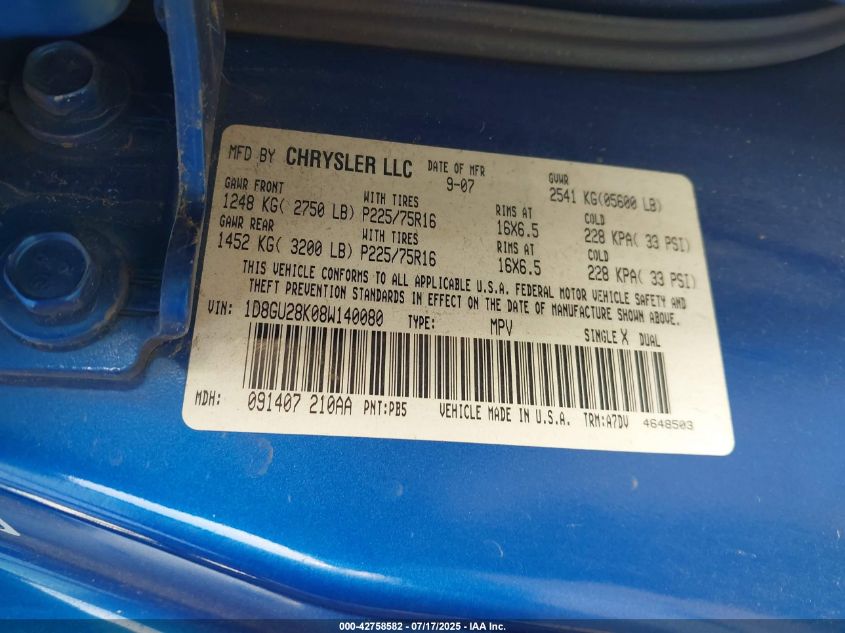 MFD BY CHRYSLER LLC DATE OF MFR GVWR
9-07 2541 KG(05600 LB)
GAWR FRONT WITH TIRES RIMS AT COLD
1248 KG( 2750 LB) P225/75R16 16X6.5 228 KPA( 33 PSI)
GAWR REAR WITH TIRES RIMS AT COLD
1452 KG( 3200 LB) P225/75R16 16X6.5 228 KPA( 33 PSI)
THIS VEHICLE CONFORMS TO ALL APPLICABLE U.S.A. FEDERAL MOTOR VEHICLE SAFETY AND
THEFT PREVENTION STANDARDS IN EFFECT ON THE DATE OF MANUFACTURE SHOWN ABOVE.
VIN: 1D8GU28K08W140080 TYPE: MPV SINGLE X DUAL
MDH: 091407 210AA PNT:PB5 VEHICLE MADE IN U.S.A. TRM:A7DV 4648503
000-42758582 - 07/17/2025 - IAA Inc.